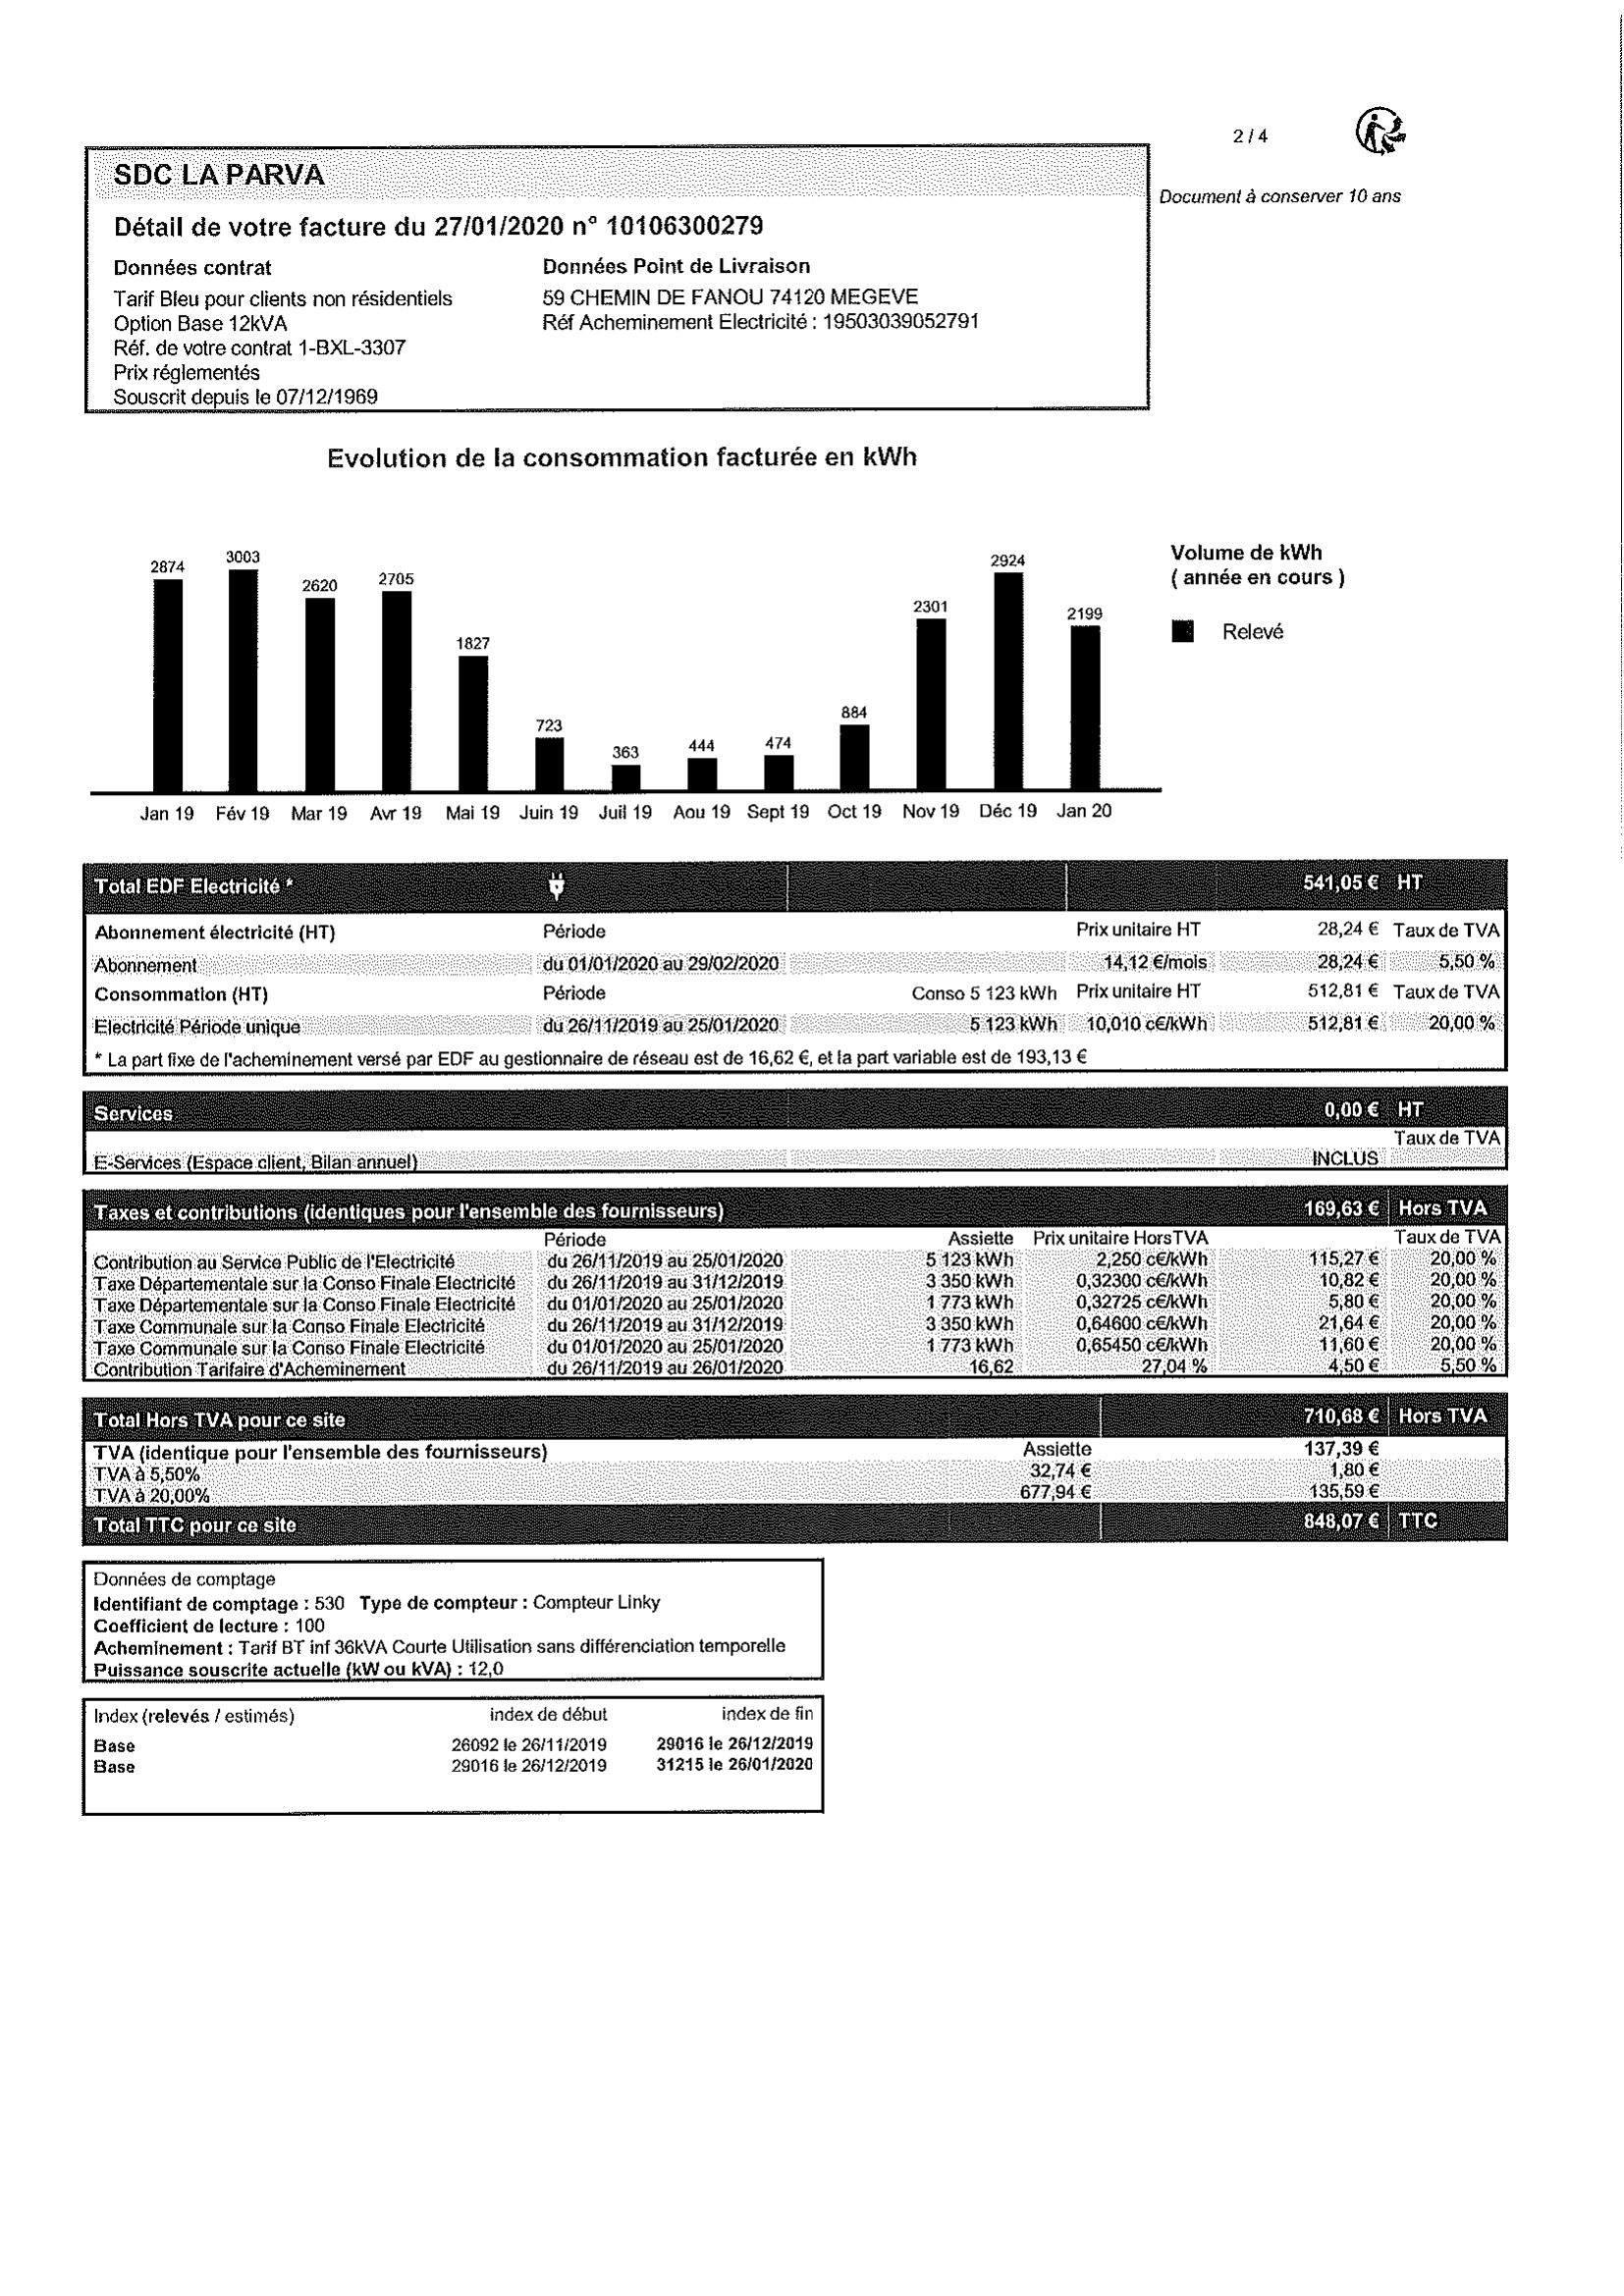 2 / 4
Document à conserver 10 ans
SDC LA PARVA
Détail de votre facture du 27/01/2020 n° 10106300279
Données contrat Données Point de Livraison
Tarif Bleu pour clients non résidentiels 59 CHEMIN DE FANOU 74120 MEGEVE
Option Base 12kVA Réf Acheminement Electricité : 19503039052791
Réf. de votre contrat 1-BXL-3307
Prix réglementés
Souscrit depuis le 07/12/1969
Evolution de la consommation facturée en kWh
2874 3003 2620 2705 1827 723 363 444 474 884 2301 2924 2199
Volume de kWh
( année en cours )
Relevé
Jan 19 Fév 19 Mar 19 Avr 19 Mai 19 Juin 19 Juil 19 Aou 19 Sept 19 Oct 19 Nov 19 Déc 19 Jan 20
Total EDF Electricité * 541,05 € HT
Abonnement électricité (HT) Période Prix unitaire HT 28,24 € Taux de TVA
Abonnement du 01/01/2020 au 29/02/2020 14,12 €/mois 28,24 € 5,50 %
Consommation (HT) Période Conso 5 123 kWh Prix unitaire HT 512,81 € Taux de TVA
Electricité Période unique du 26/11/2019 au 25/01/2020 5 123 kWh 10,010 c€/kWh 512,81 € 20,00 %
* La part fixe de l'acheminement versé par EDF au gestionnaire de réseau est de 16,62 €, et la part variable est de 193,13 €
Services 0,00 € HT
Taux de TVA
E-Services (Espace client, Bilan annuel) INCLUS
Taxes et contributions (identiques pour l'ensemble des fournisseurs) 169,63 € Hors TVA
Période Assiette Prix unitaire HorsTVA Taux de TVA
Contribution au Service Public de l'Electricité du 26/11/2019 au 25/01/2020 5 123 kWh 2,250 c€/kWh 115,27 € 20,00 %
Taxe Départementale sur la Conso Finale Electricité du 26/11/2019 au 31/12/2019 3 350 kWh 0,32300 c€/kWh 10,82 € 20,00 %
Taxe Départementale sur la Conso Finale Electricité du 01/01/2020 au 25/01/2020 1 773 kWh 0,32725 c€/kWh 5,80 € 20,00 %
Taxe Communale sur la Conso Finale Electricité du 26/11/2019 au 31/12/2019 3 350 kWh 0,64600 c€/kWh 21,64 € 20,00 %
Taxe Communale sur la Conso Finale Electricité du 01/01/2020 au 25/01/2020 1 773 kWh 0,65450 c€/kWh 11,60 € 20,00 %
Contribution Tarifaire d'Acheminement du 26/11/2019 au 26/01/2020 16,62 27,04 % 4,50 € 5,50 %
Total Hors TVA pour ce site 710,68 € Hors TVA
TVA (identique pour l'ensemble des fournisseurs) Assiette 137,39 €
TVA à 5,50% 32,74 € 1,80 €
TVA à 20,00% 677,94 € 135,59 €
Total TTC pour ce site 848,07 € TTC
Données de comptage
Identifiant de comptage : 530 Type de compteur : Compteur Linky
Coefficient de lecture : 100
Acheminement : Tarif BT inf 36kVA Courte Utilisation sans différenciation temporelle
Puissance souscrite actuelle (kW ou kVA) : 12,0
Index (relevés / estimés) index de début index de fin
Base 26092 le 26/11/2019 29016 le 26/12/2019
Base 29016 le 26/12/2019 31215 le 26/01/2020